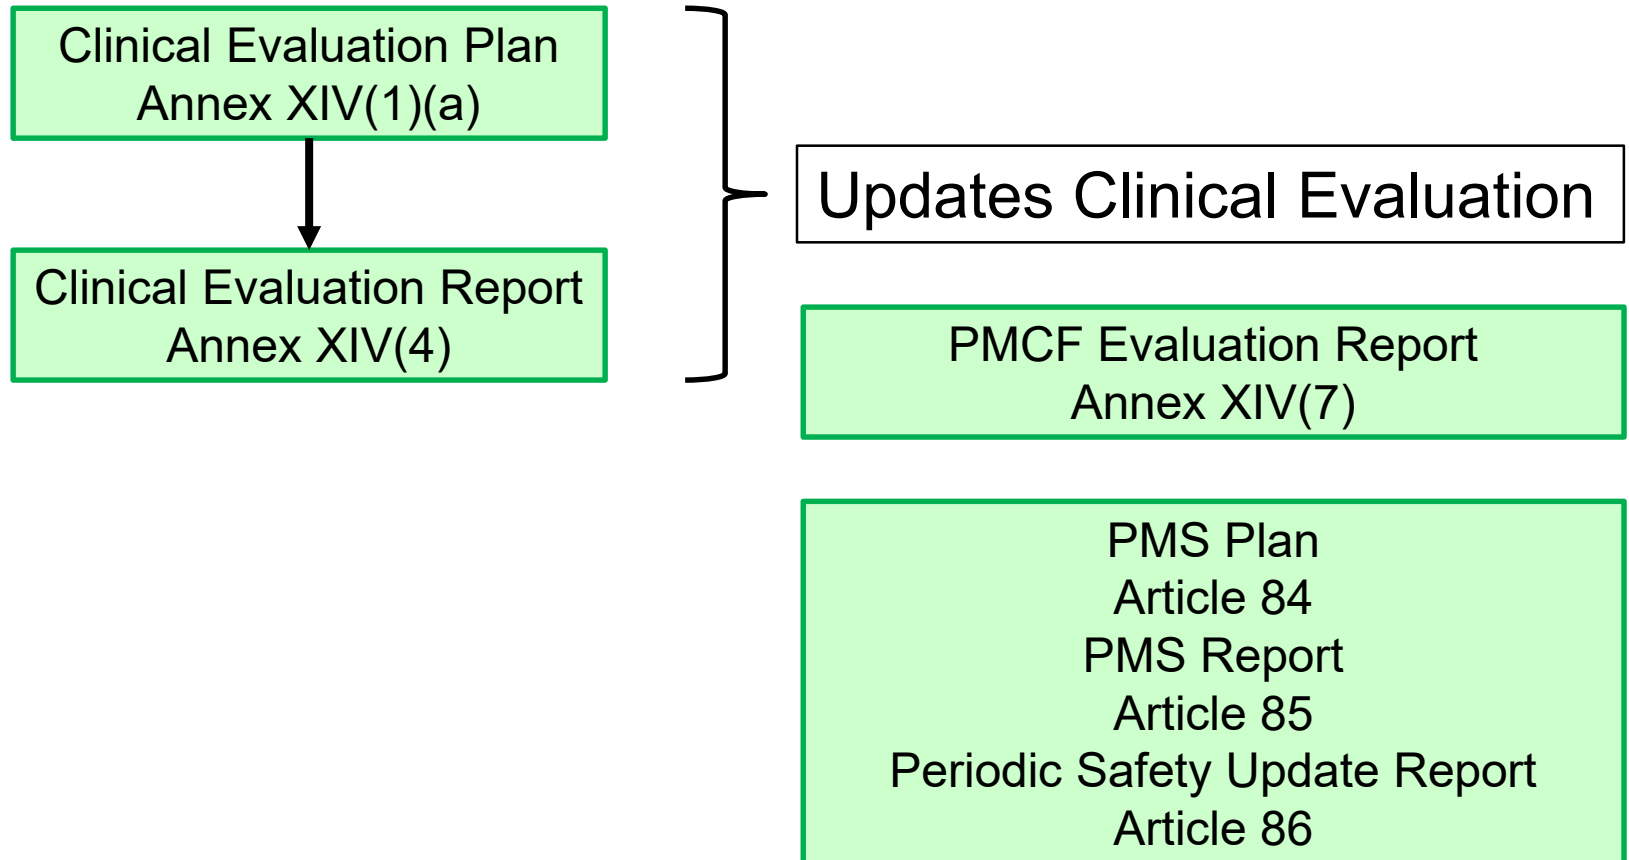 Clinical Evaluation Plan
Annex XIV(1)(a)
Clinical Evaluation Report
Annex XIV(4)
Updates Clinical Evaluation
PMCF Evaluation Report
Annex XIV(7)
PMS Plan
Article 84
PMS Report
Article 85
Periodic Safety Update Report
Article 86